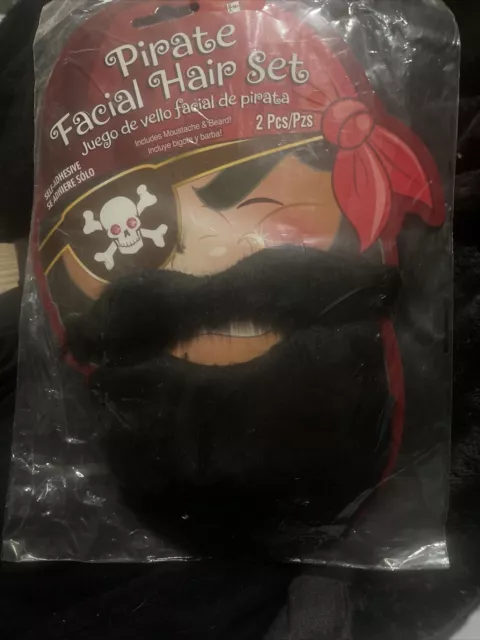 Pirate
Facial Hair Set
Juego de vello facial de pirata
2 Pcs/Pzs
Includes Moustache & Beard!
Incluye bigote y barba!
SELF-ADHESIVE
SE ADHIERE SÓLO